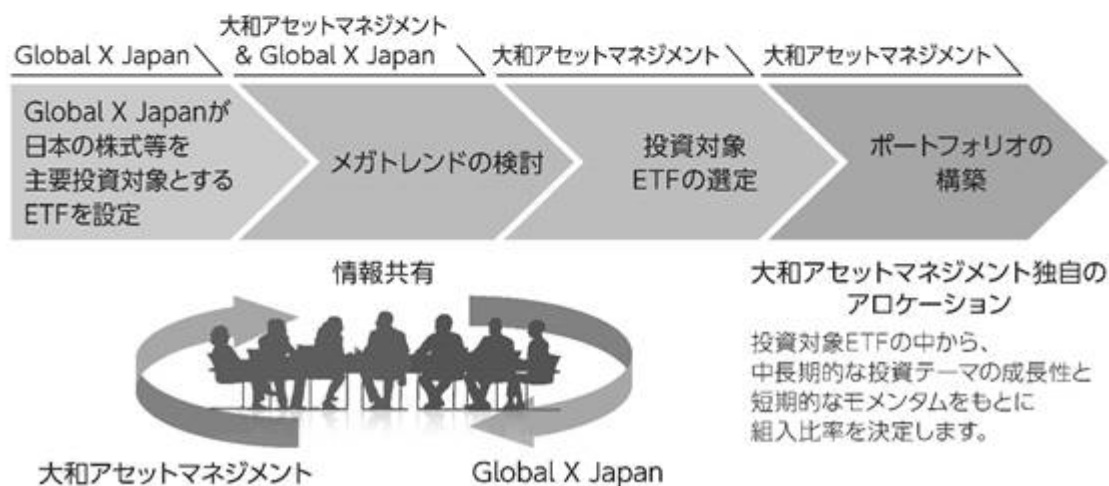 Global X Japan
大和アセットマネジメント
& Global X Japan
大和アセットマネジメント
大和アセットマネジメント
Global X Japanが
日本の株式等を
主要投資対象とする
ETFを設定
メガトレンドの検討
投資対象
ETFの選定
ポートフォリオの
構築
情報共有
大和アセットマネジメント
Global X Japan
大和アセットマネジメント独自の
アロケーション
投資対象ETFの中から、
中長期的な投資テーマの成長性と
短期的なモメンタムをもとに
組入比率を決定します。